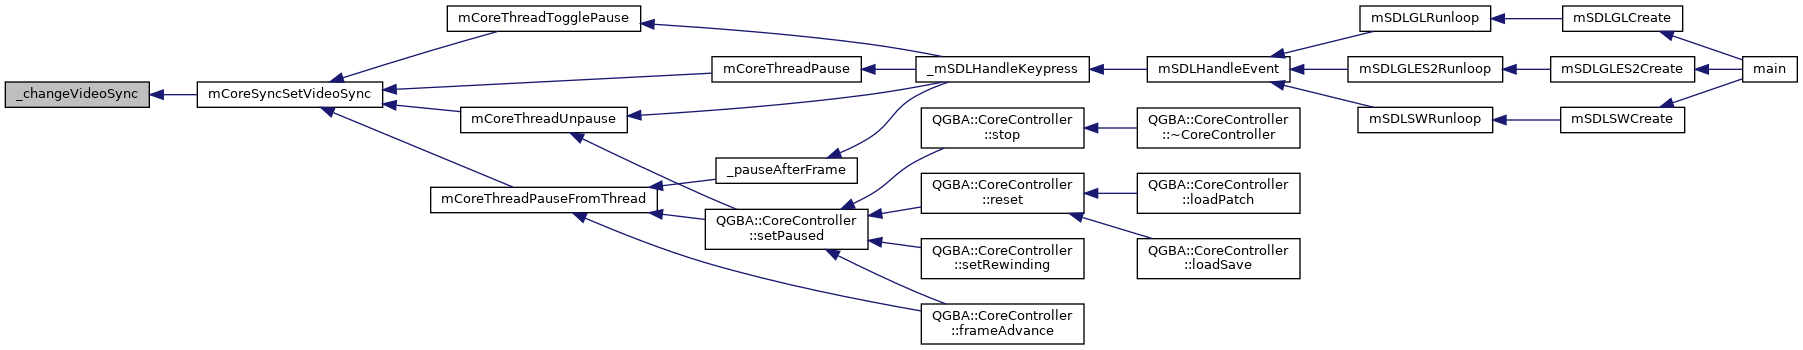 _changeVideoSync
mCoreSyncSetVideoSync
mCoreThreadTogglePause
mCoreThreadPause
mCoreThreadUnpause
mCoreThreadPauseFromThread
_pauseAfterFrame
QGBA::CoreController
::setPaused
_mSDLHandleKeypress
QGBA::CoreController
::stop
QGBA::CoreController
::reset
QGBA::CoreController
::setRewinding
QGBA::CoreController
::frameAdvance
mSDLHandleEvent
QGBA::CoreController
::~CoreController
QGBA::CoreController
::loadPatch
QGBA::CoreController
::loadSave
mSDLGLRunloop
mSDLGLES2Runloop
mSDLSWRunloop
mSDLGLCreate
mSDLGLES2Create
mSDLSWCreate
main